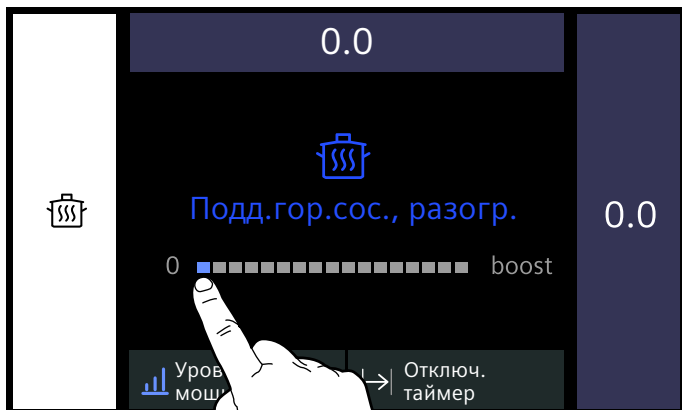 0.0
Подд.гор.сос., разогр.
0.0
0
boost
Отключ.
таймер